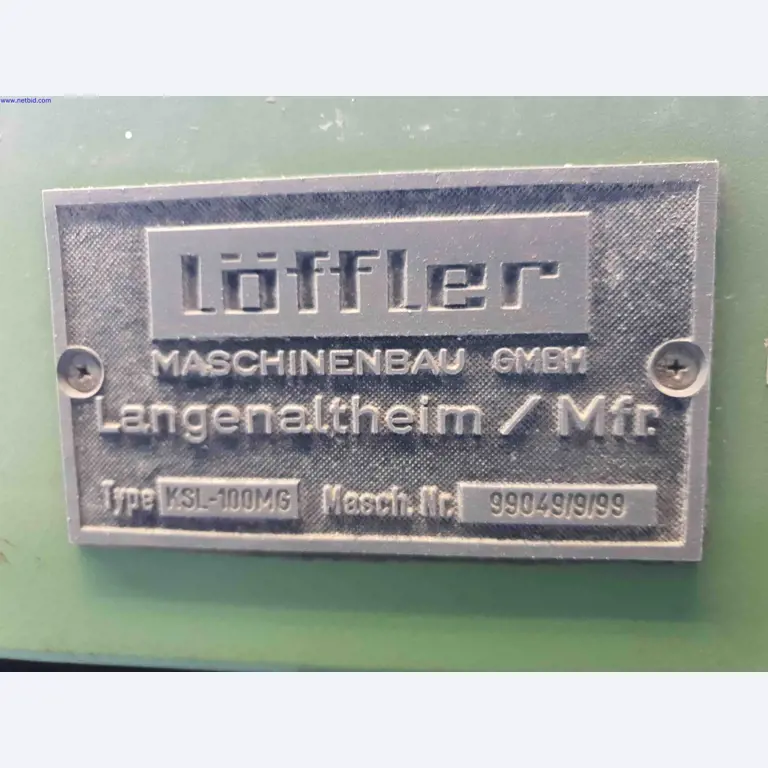 www.netbid.com
löffler
MASCHINENBAU GMBH
Langenaltheim / Mfr.
Type KSL-100MG Masch. Nr. 99049/9/99